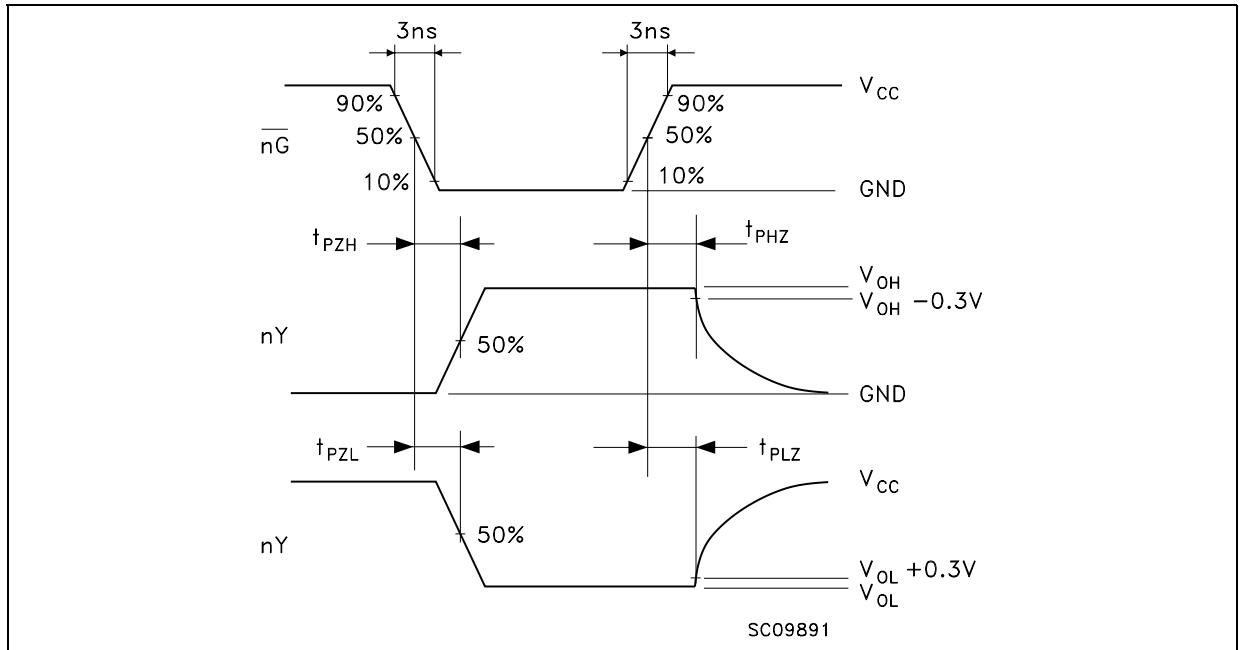 3ns 3ns
V_CC
90% 90%
n̅G̅ 50% 50%
10% 10%
GND
t_PZH t_PHZ
V_OH
V_OH −0.3V
nY 50%
GND
t_PZL t_PLZ
V_CC
50%
nY
V_OL +0.3V
V_OL
SC09891